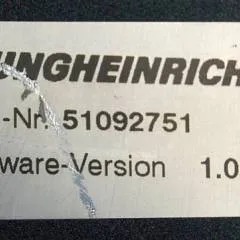 UNGHEINRICH
-Nr. 51092751
ware-Version 1.0